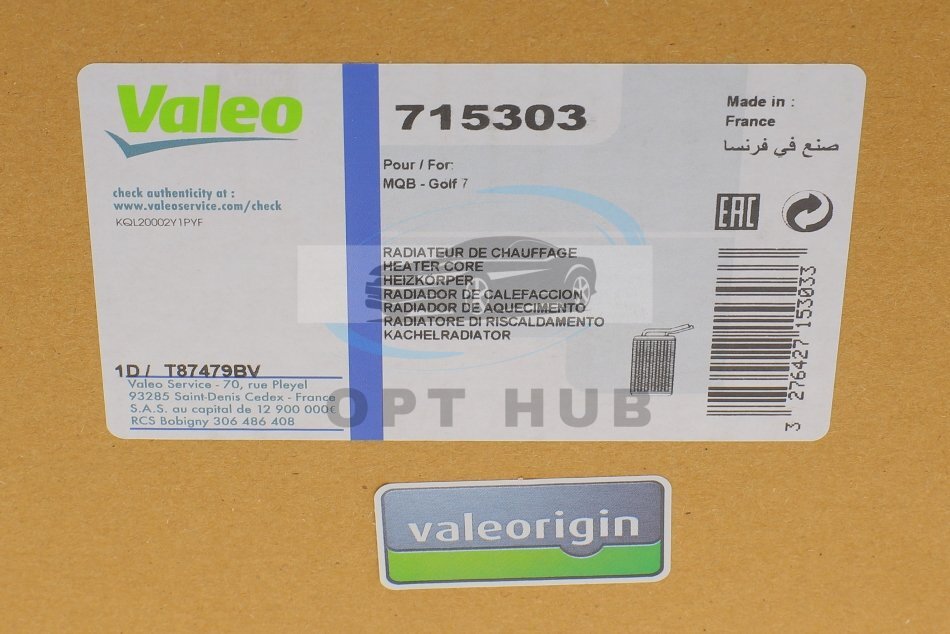 Valeo
check authenticity at :
www.valeoservice.com/check
KQL20002Y1PYF
1D / T87479BV
Valeo Service - 70, rue Pleyel
93285 Saint-Denis Cedex - France
S.A.S. au capital de 12 900 000€
RCS Bobigny 306 486 408
715303
Pour / For:
MQB - Golf 7
RADIATEUR DE CHAUFFAGE
HEATER CORE
HEIZKÖRPER
RADIADOR DE CALEFACCION
RADIADOR DE AQUECIMENTO
RADIATORE DI RISCALDAMENTO
KACHELRADIATOR
Made in :
France
صنع في فرنسا
EAC
3 276427 153033
OPT HUB
valeorigin